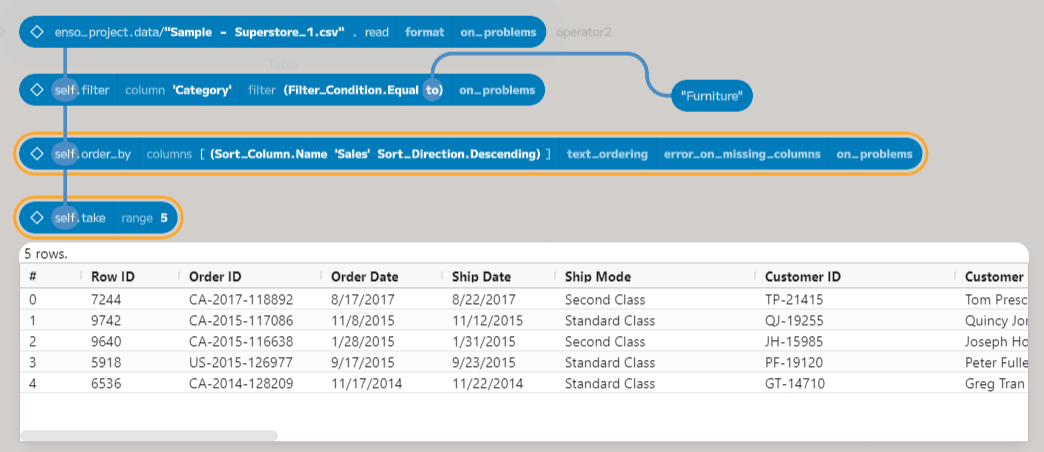 enso_project.data/"Sample - Superstore_1.csv" . read format on_problems operator2
Table
self.filter column 'Category' filter (Filter_Condition.Equal to) on_problems
"Furniture"
self.order_by columns [ (Sort_Column.Name 'Sales' Sort_Direction.Descending) ] text_ordering error_on_missing_columns on_problems
self.take range 5
5 rows.
# Row ID Order ID Order Date Ship Date Ship Mode Customer ID Customer
0 7244 CA-2017-118892 8/17/2017 8/22/2017 Second Class TP-21415 Tom Presc
1 9742 CA-2015-117086 11/8/2015 11/12/2015 Standard Class QJ-19255 Quincy Jor
2 9640 CA-2015-116638 1/28/2015 1/31/2015 Second Class JH-15985 Joseph Ho
3 5918 US-2015-126977 9/17/2015 9/23/2015 Standard Class PF-19120 Peter Fulle
4 6536 CA-2014-128209 11/17/2014 11/22/2014 Standard Class GT-14710 Greg Tran